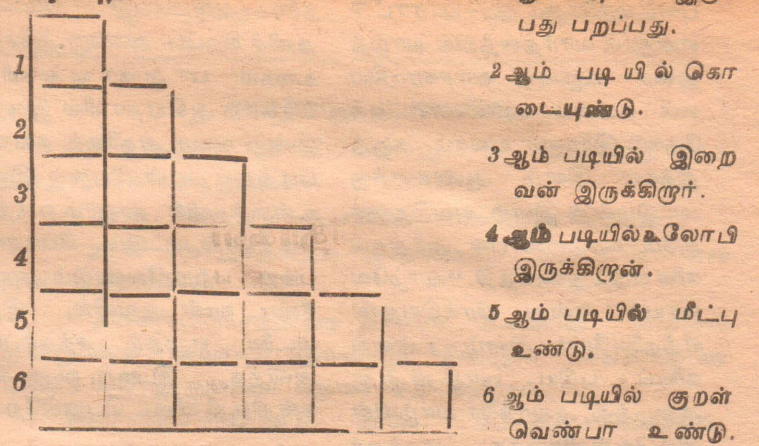 பது பறப்பது.
2 ஆம் படி யி ல் கொ
டையுண்டு.
3 ஆம் படியில் இறை
வன் இருக்கிறார்.
4 ஆம் படியில் உலோபி
இருக்கிறான்.
5 ஆம் படியில் மீட்பு
உண்டு.
6 ஆம் படியில் குறள்
வெண்பா உண்டு.
1
2
3
4
5
6